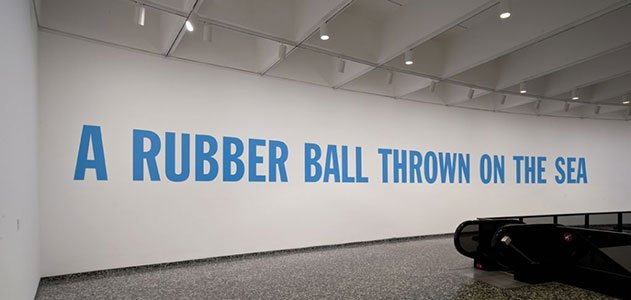 A RUBBER BALL THROWN ON THE SEA